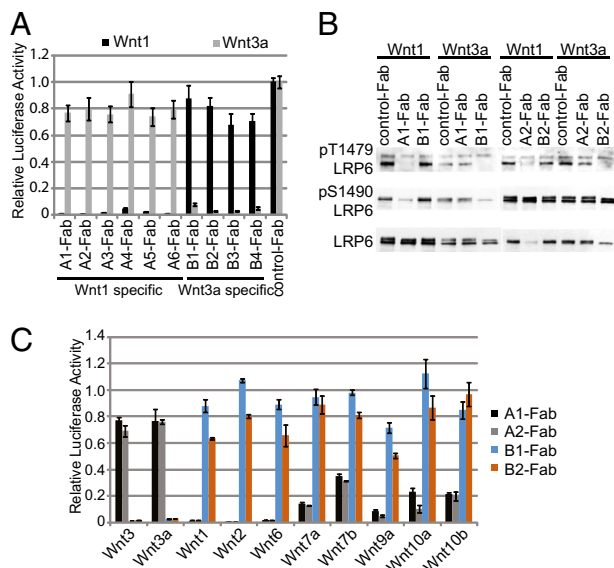 A
Wnt1
Wnt3a
Relative Luciferase Activity
1.4
1.2
1.0
0.8
0.6
0.4
0.2
0
A1-Fab
A2-Fab
A3-Fab
A4-Fab
A5-Fab
A6-Fab
B1-Fab
B2-Fab
B3-Fab
B4-Fab
control-Fab
Wnt1 specific
Wnt3a specific
B
Wnt1 Wnt3a Wnt1 Wnt3a
control-Fab
A1-Fab
B1-Fab
control-Fab
A1-Fab
B1-Fab
control-Fab
A2-Fab
B2-Fab
control-Fab
A2-Fab
B2-Fab
pT1479
LRP6
pS1490
LRP6
LRP6
C
Relative Luciferase Activity
1.4
1.2
1.0
0.8
0.6
0.4
0.2
0
Wnt3
Wnt3a
Wnt1
Wnt2
Wnt6
Wnt7a
Wnt7b
Wnt9a
Wnt10a
Wnt10b
A1-Fab
A2-Fab
B1-Fab
B2-Fab